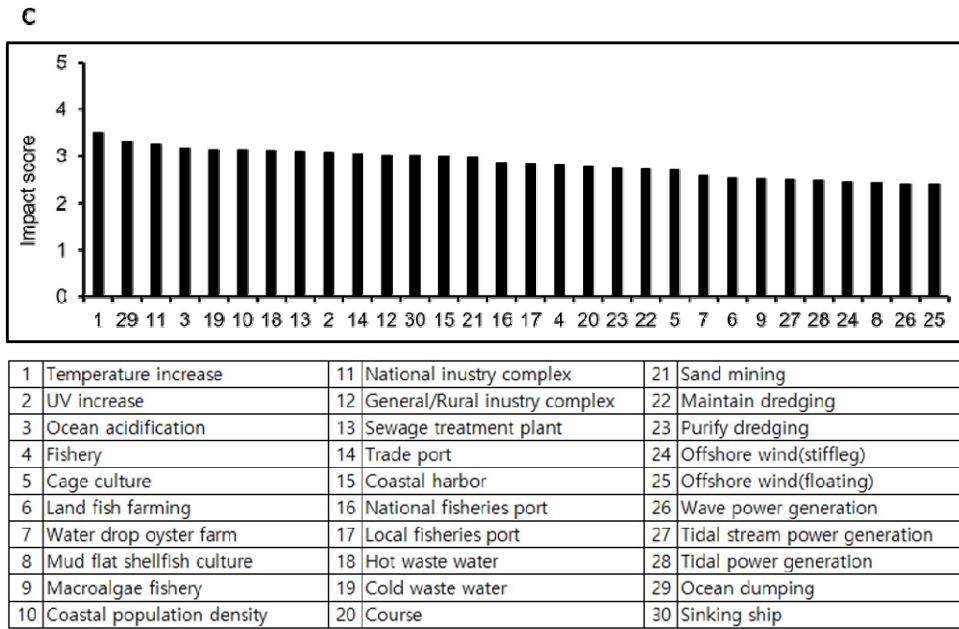 C
5
4
3
2
1
0
Impact score
1 29 11 3 19 10 18 13 2 14 12 30 15 21 16 17 4 20 23 22 5 7 6 9 27 28 24 8 26 25
1 Temperature increase 11 National inustry complex 21 Sand mining
2 UV increase 12 General/Rural inustry complex 22 Maintain dredging
3 Ocean acidification 13 Sewage treatment plant 23 Purify dredging
4 Fishery 14 Trade port 24 Offshore wind(stiffleg)
5 Cage culture 15 Coastal harbor 25 Offshore wind(floating)
6 Land fish farming 16 National fisheries port 26 Wave power generation
7 Water drop oyster farm 17 Local fisheries port 27 Tidal stream power generation
8 Mud flat shellfish culture 18 Hot waste water 28 Tidal power generation
9 Macroalgae fishery 19 Cold waste water 29 Ocean dumping
10 Coastal population density 20 Course 30 Sinking ship